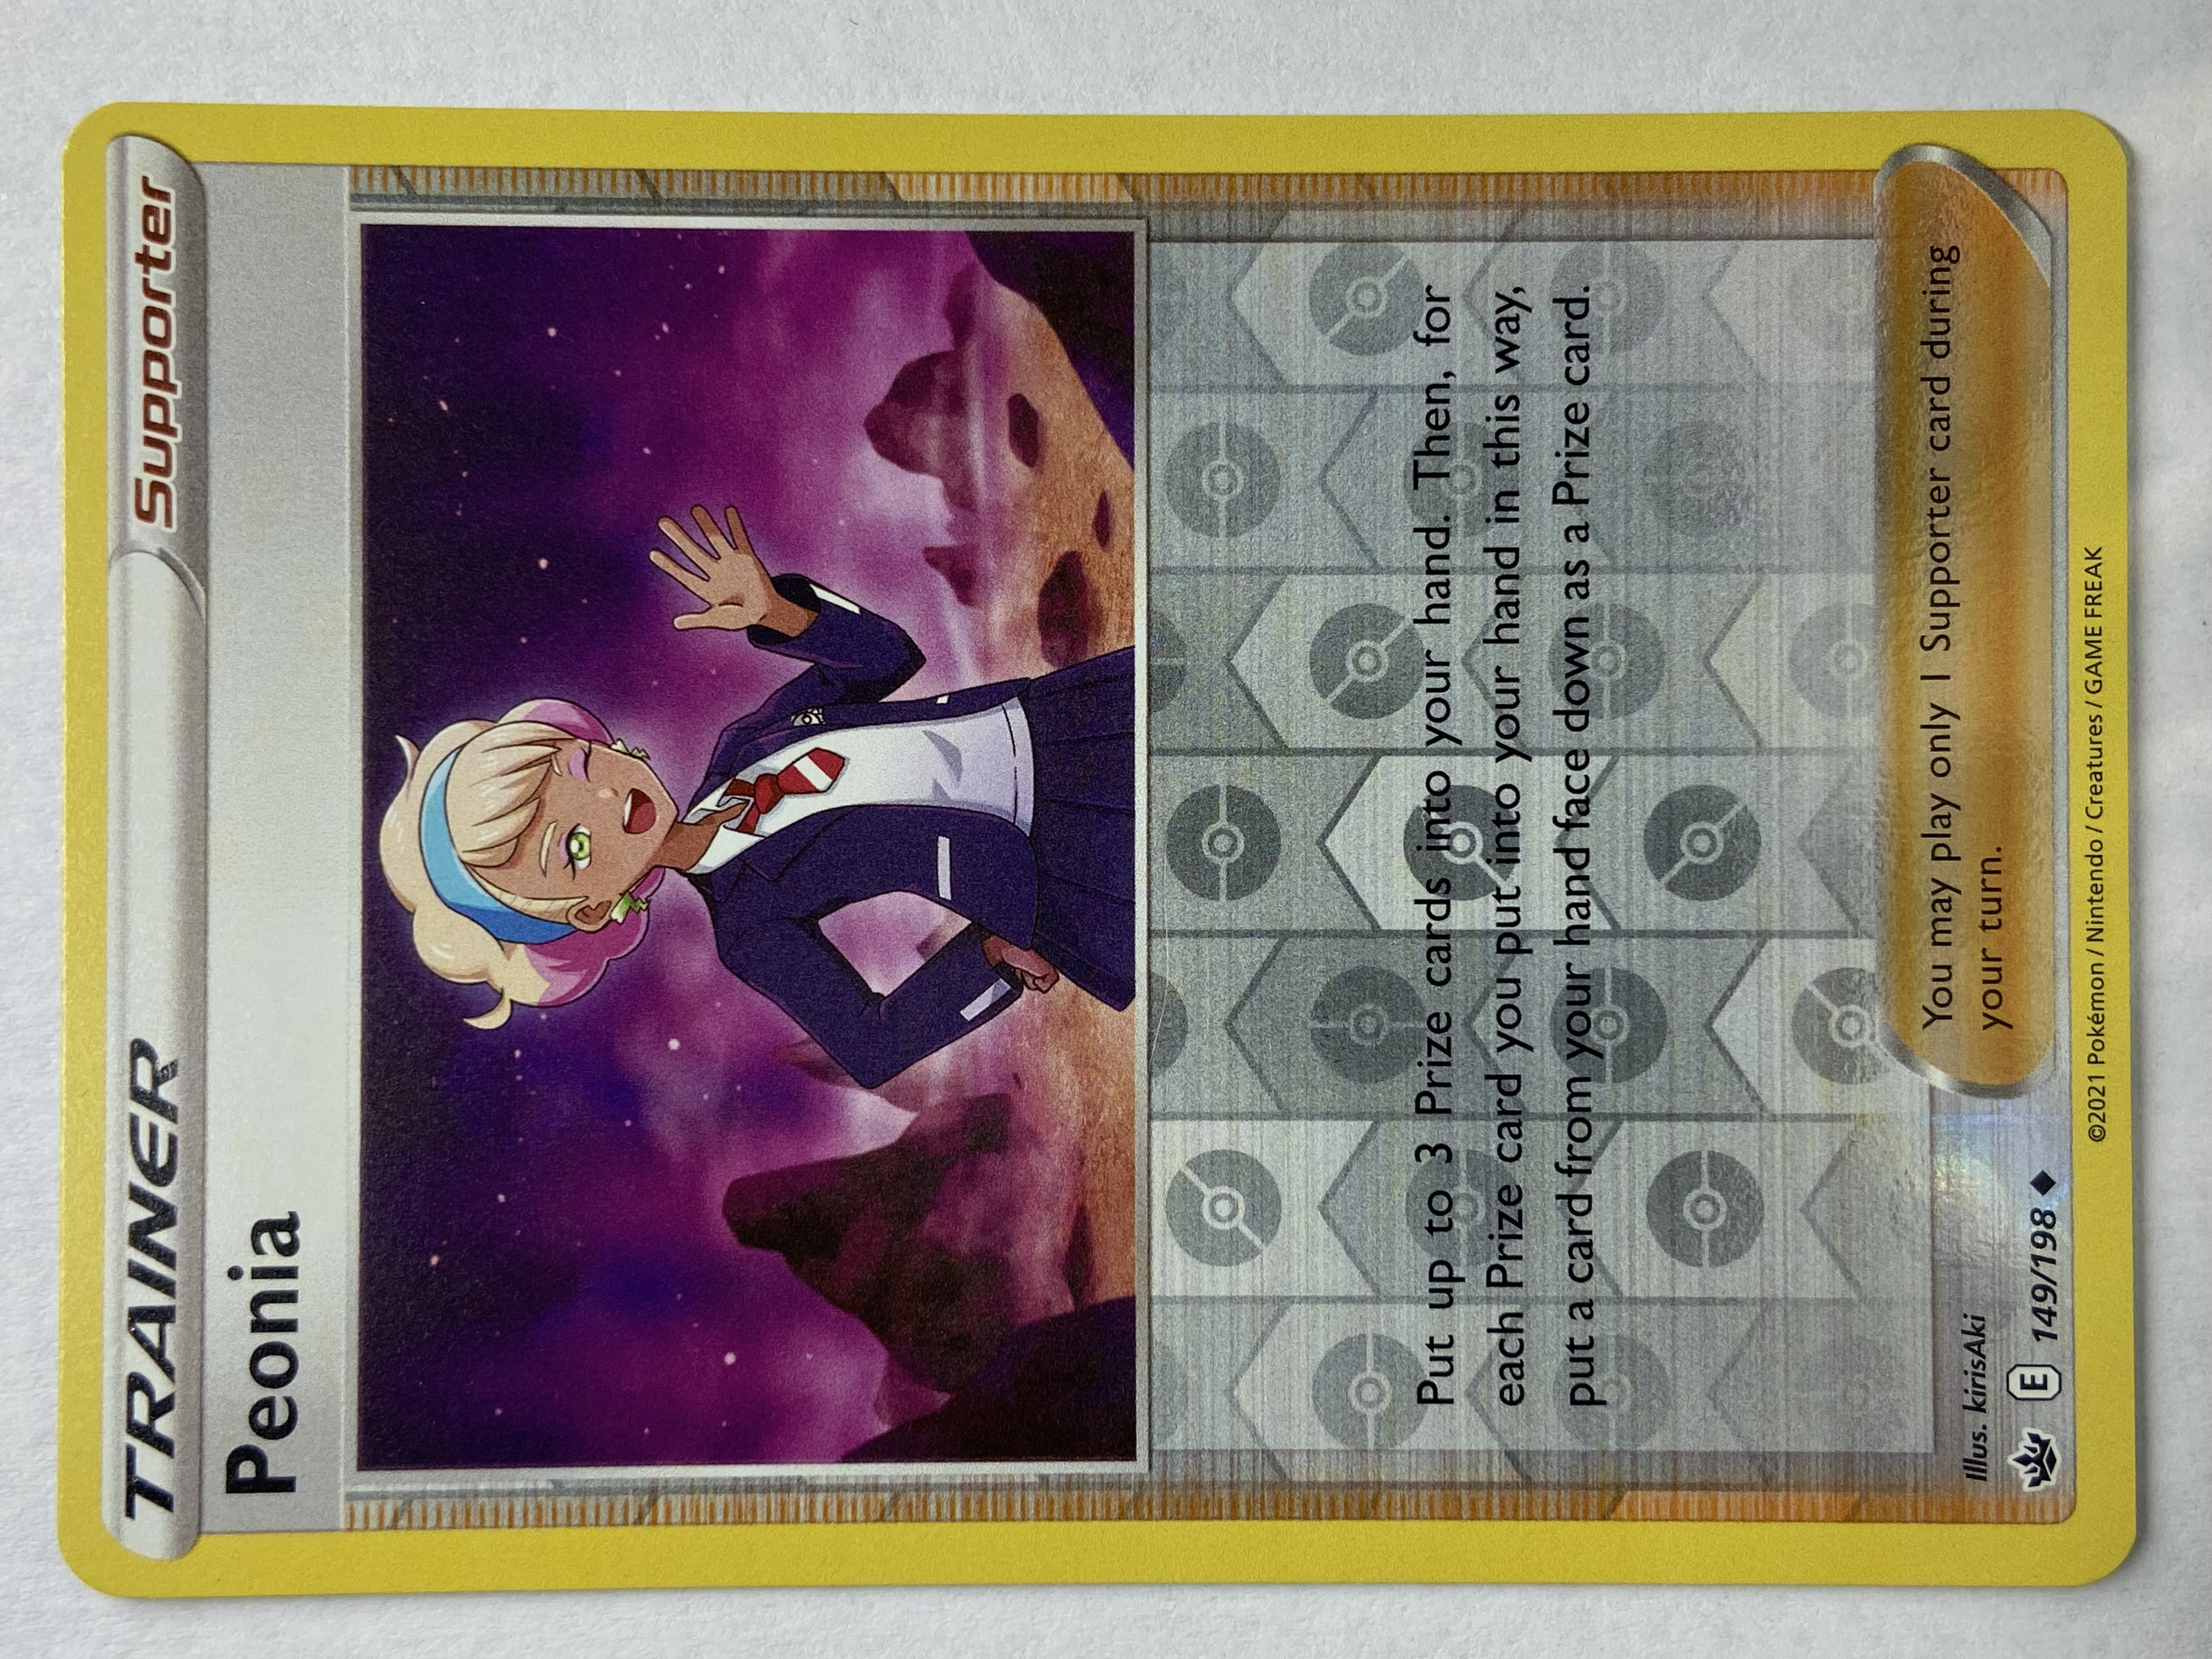 TRAINER Supporter
Peonia
Put up to 3 Prize cards into your hand. Then, for
each Prize card you put into your hand in this way,
put a card from your hand face down as a Prize card.
You may play only 1 Supporter card during
your turn.
Illus. kirisAki
E 149/198
©2021 Pokémon / Nintendo / Creatures / GAME FREAK